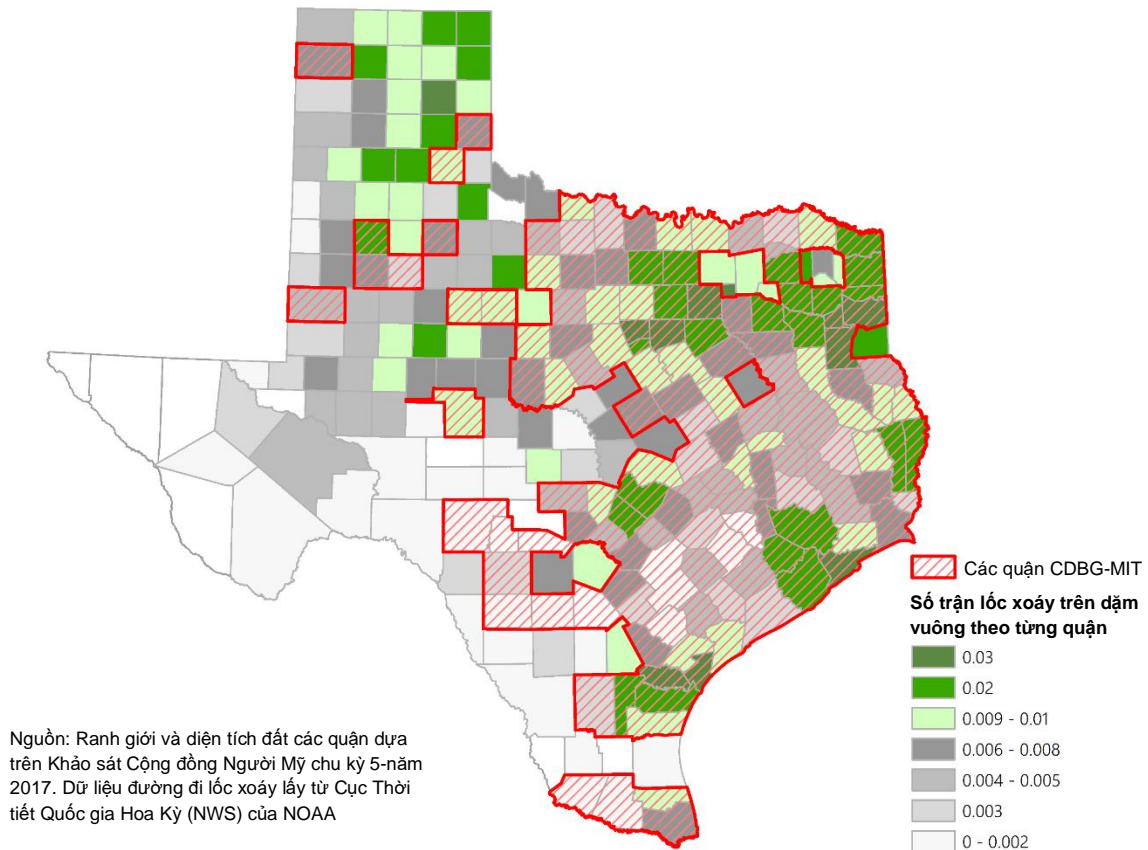 Các quận CDBG-MIT
Số trận lốc xoáy trên dặm
vuông theo từng quận
0.03
0.02
0.009 - 0.01
0.006 - 0.008
0.004 - 0.005
0.003
0 - 0.002
Nguồn: Ranh giới và diện tích đất các quận dựa
trên Khảo sát Cộng đồng Người Mỹ chu kỳ 5-năm
2017. Dữ liệu đường đi lốc xoáy lấy từ Cục Thời
tiết Quốc gia Hoa Kỳ (NWS) của NOAA